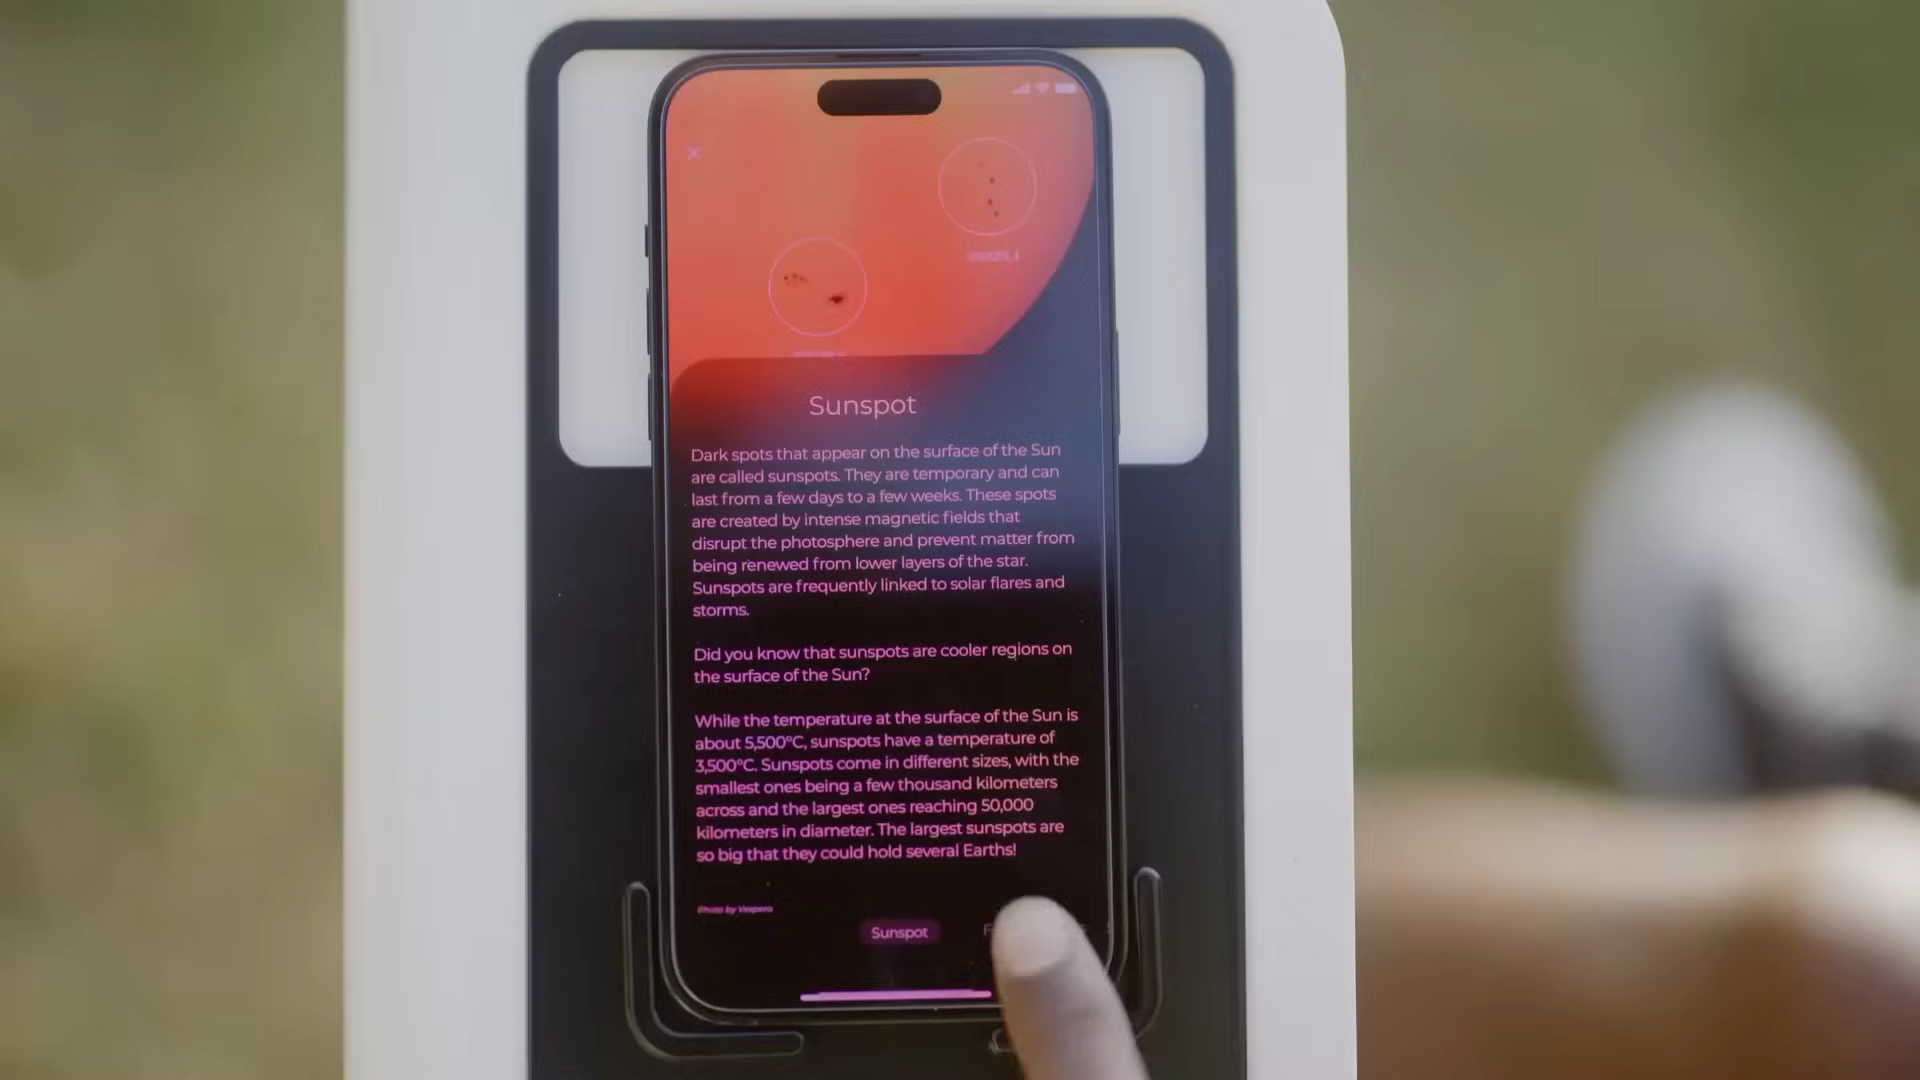 Sunspot
Dark spots that appear on the surface of the Sun
are called sunspots. They are temporary and can
last from a few days to a few weeks. These spots
are created by intense magnetic fields that
disrupt the photosphere and prevent matter from
being renewed from lower layers of the star.
Sunspots are frequently linked to solar flares and
storms.
Did you know that sunspots are cooler regions on
the surface of the Sun?
While the temperature at the surface of the Sun is
about 5,500°C, sunspots have a temperature of
3,500°C. Sunspots come in different sizes, with the
smallest ones being a few thousand kilometers
across and the largest ones reaching 50,000
kilometers in diameter. The largest sunspots are
so big that they could hold several Earths!
Photo by Vespera
Sunspot